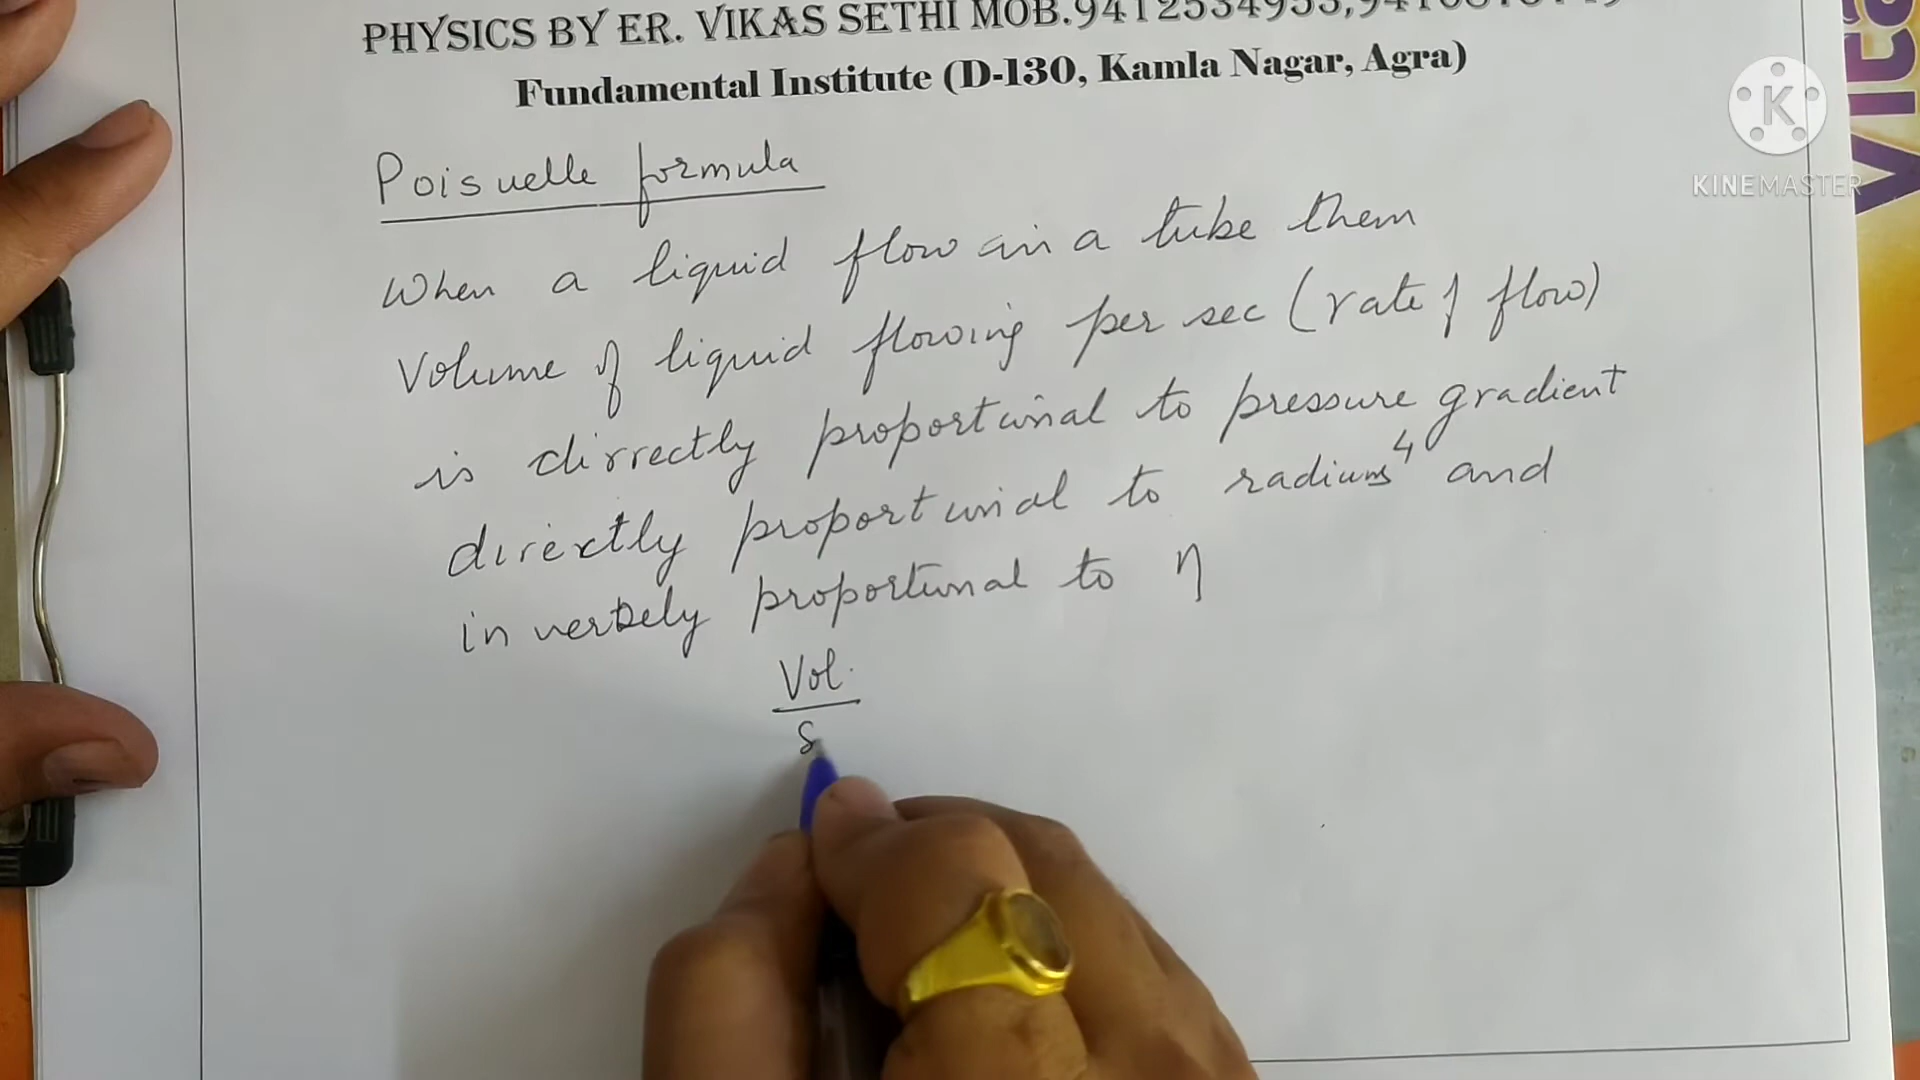 PHYSICS BY ER. VIKAS SETHI MOB.9412534953,
Fundamental Institute (D-130, Kamla Nagar, Agra)
Poisuelle formula
When a liquid flow in a tube them
Volume of liquid flowing per sec (rate of flow)
is dirrectly proportional to pressure gradient
directly proportional to radius⁴ and
inversely proportional to η
Vol.
S
K
KINEMASTER